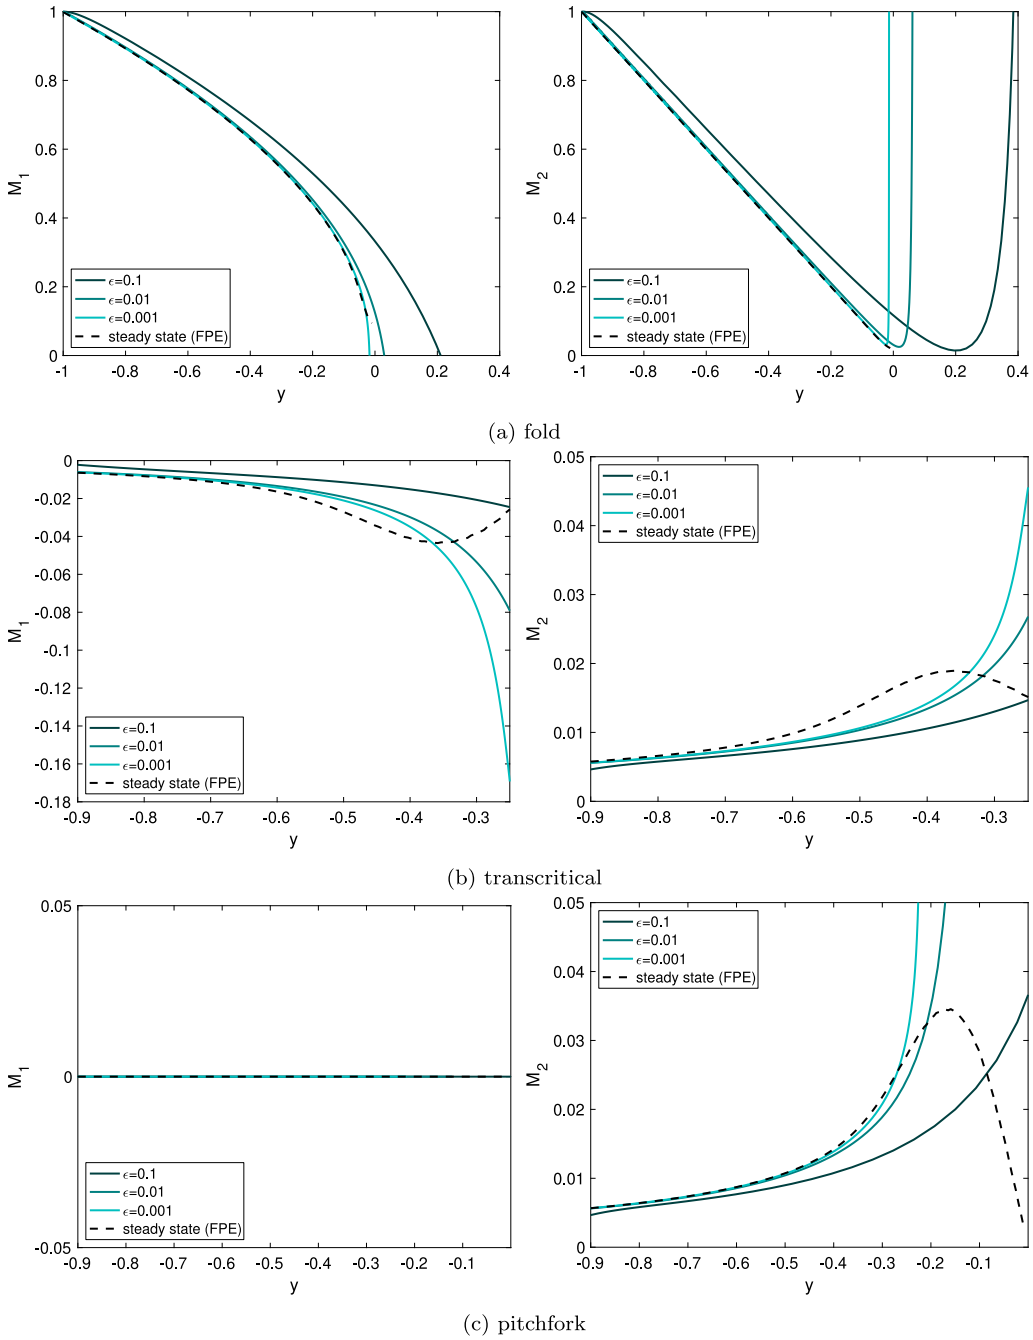 1
0.8
0.6
0.4
0.2
0
M1
ϵ=0.1
ϵ=0.01
ϵ=0.001
steady state (FPE)
-1 -0.8 -0.6 -0.4 -0.2 0 0.2 0.4
y
1
0.8
0.6
0.4
0.2
0
M2
ϵ=0.1
ϵ=0.01
ϵ=0.001
steady state (FPE)
-1 -0.8 -0.6 -0.4 -0.2 0 0.2 0.4
y
(a) fold
0
-0.02
-0.04
-0.06
-0.08
-0.1
-0.12
-0.14
-0.16
-0.18
M1
ϵ=0.1
ϵ=0.01
ϵ=0.001
steady state (FPE)
-0.9 -0.8 -0.7 -0.6 -0.5 -0.4 -0.3
y
0.05
0.04
0.03
0.02
0.01
0
M2
ϵ=0.1
ϵ=0.01
ϵ=0.001
steady state (FPE)
-0.9 -0.8 -0.7 -0.6 -0.5 -0.4 -0.3
y
(b) transcritical
0.05
0
-0.05
M1
ϵ=0.1
ϵ=0.01
ϵ=0.001
steady state (FPE)
-0.9 -0.8 -0.7 -0.6 -0.5 -0.4 -0.3 -0.2 -0.1
y
0.05
0.04
0.03
0.02
0.01
0
M2
ϵ=0.1
ϵ=0.01
ϵ=0.001
steady state (FPE)
-0.9 -0.8 -0.7 -0.6 -0.5 -0.4 -0.3 -0.2 -0.1
y
(c) pitchfork